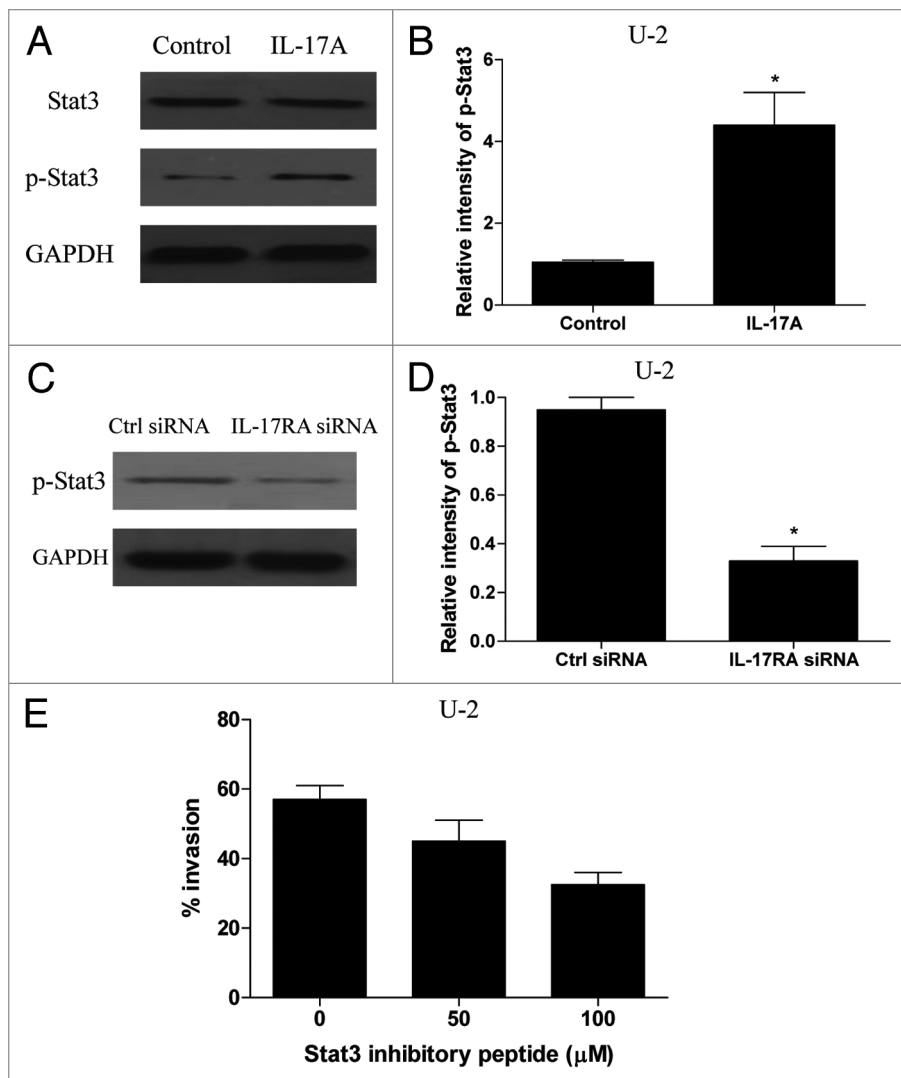 A
Control IL-17A
Stat3
p-Stat3
GAPDH
B
U-2
Relative intensity of p-Stat3
6
4
2
0
Control IL-17A
*
C
Ctrl siRNA IL-17RA siRNA
p-Stat3
GAPDH
D
U-2
Relative intensity of p-Stat3
1.0
0.8
0.6
0.4
0.2
0.0
Ctrl siRNA IL-17RA siRNA
*
E
U-2
% invasion
80
60
40
20
0
0 50 100
Stat3 inhibitory peptide (μM)